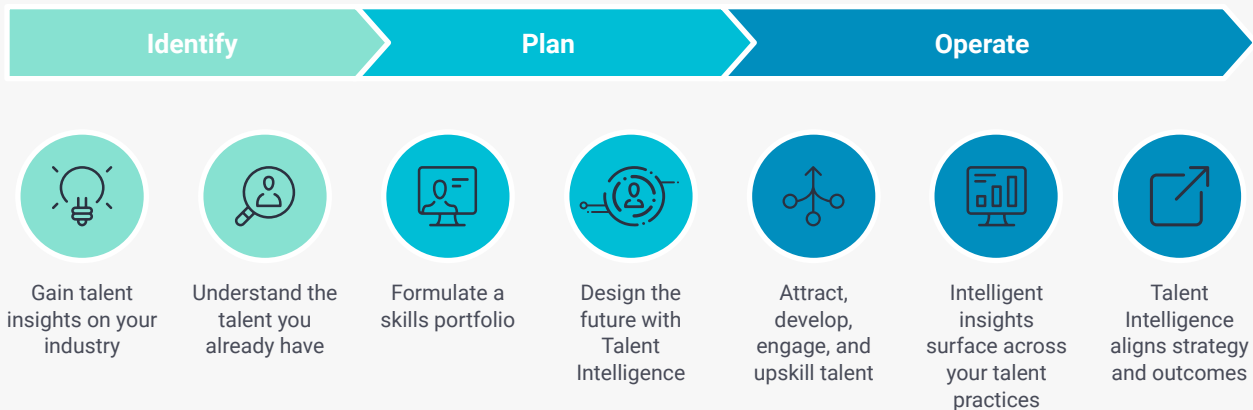 Identify
Plan
Operate
Gain talent
insights on your
industry
Understand the
talent you
already have
Formulate a
skills portfolio
Design the
future with
Talent
Intelligence
Attract,
develop,
engage, and
upskill talent
Intelligent
insights
surface across
your talent
practices
Talent
Intelligence
aligns strategy
and outcomes